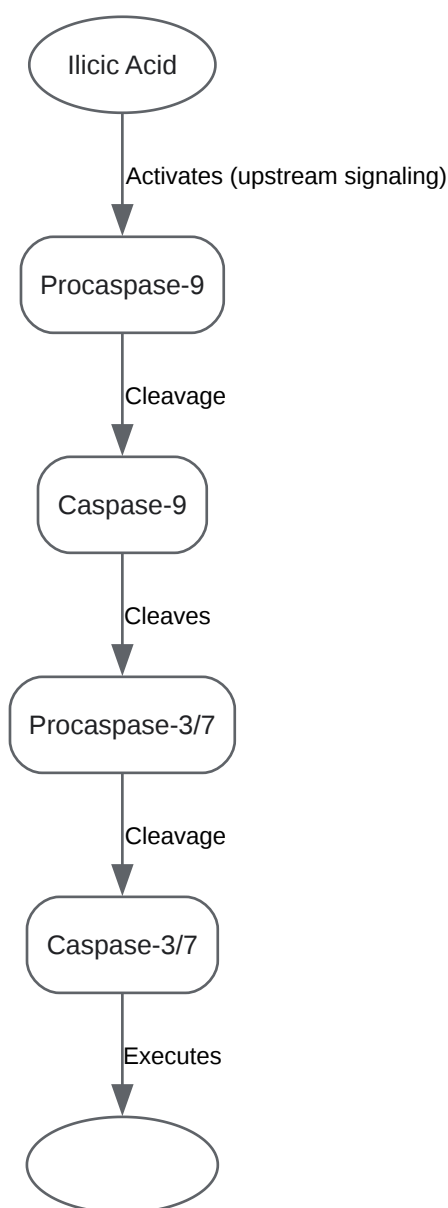 Ilicic Acid
Activates (upstream signaling)
Procaspase-9
Cleavage
Caspase-9
Cleaves
Procaspase-3/7
Cleavage
Caspase-3/7
Executes